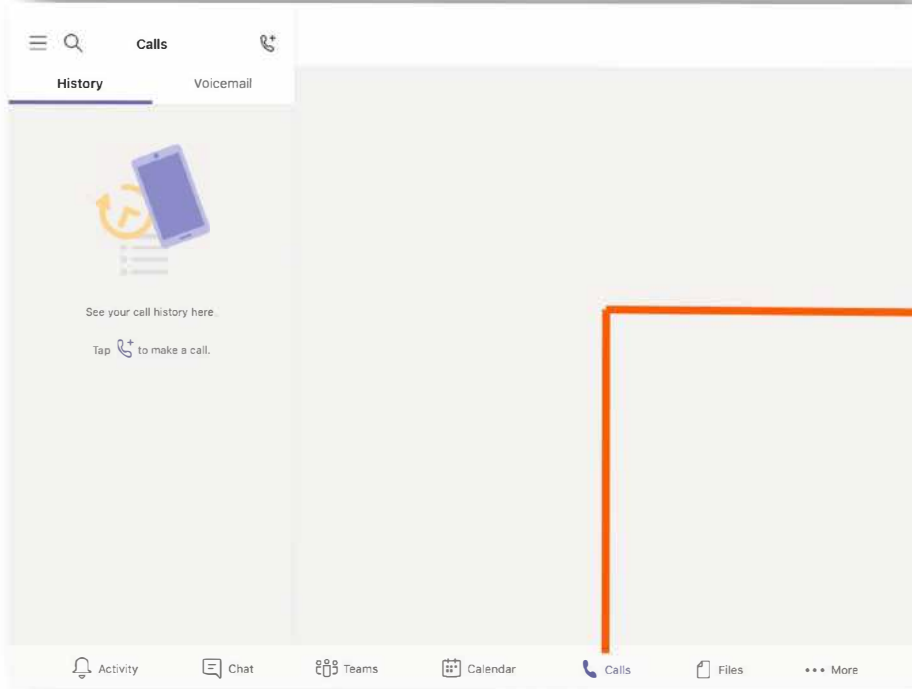 Calls
History Voicemail
See your call history here.
Tap to make a call.
Activity Chat Teams Calendar Calls Files More